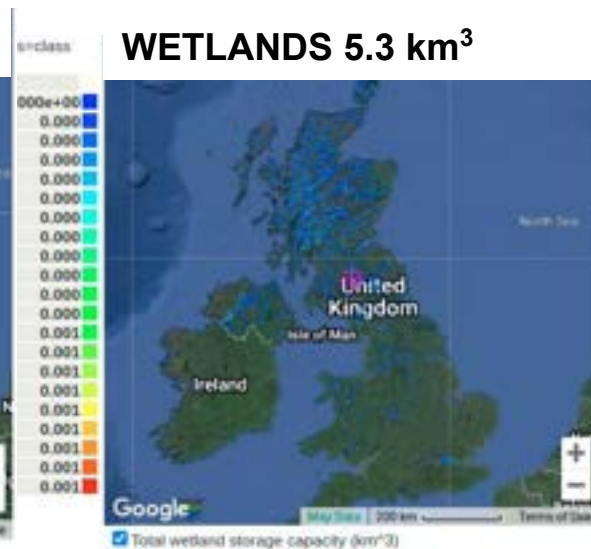 WETLANDS 5.3 km³
s=class
000e+00
0.000
0.000
0.000
0.000
0.000
0.000
0.000
0.000
0.000
0.000
0.000
0.001
0.001
0.001
0.001
0.001
0.001
0.001
0.001
0.001
North Sea
United
Kingdom
Isle of Man
Ireland
N
+
−
Google
Map Data
200 km
Terms of Use
Total wetland storage capacity (km^3)